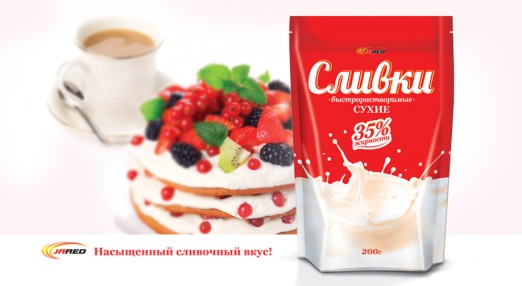 JARED
Сливки
быстрорастворимые
СУХИЕ
35%
жирности
200г
JARED
Насыщенный сливочный вкус!